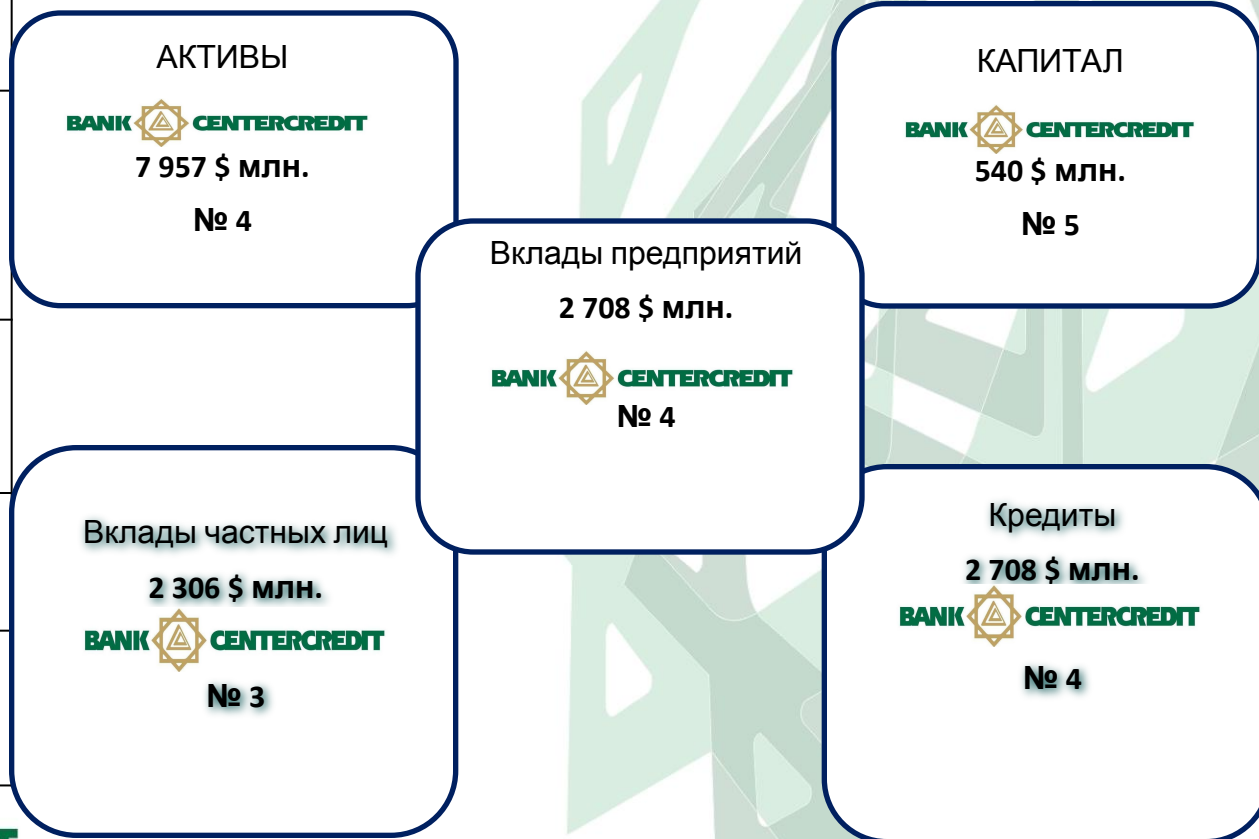 АКТИВЫ
BANK CENTERCREDIT
7 957 $ млн.
№ 4
КАПИТАЛ
BANK CENTERCREDIT
540 $ млн.
№ 5
Вклады предприятий
2 708 $ млн.
BANK CENTERCREDIT
№ 4
Вклады частных лиц
2 306 $ млн.
BANK CENTERCREDIT
№ 3
Кредиты
2 708 $ млн.
BANK CENTERCREDIT
№ 4